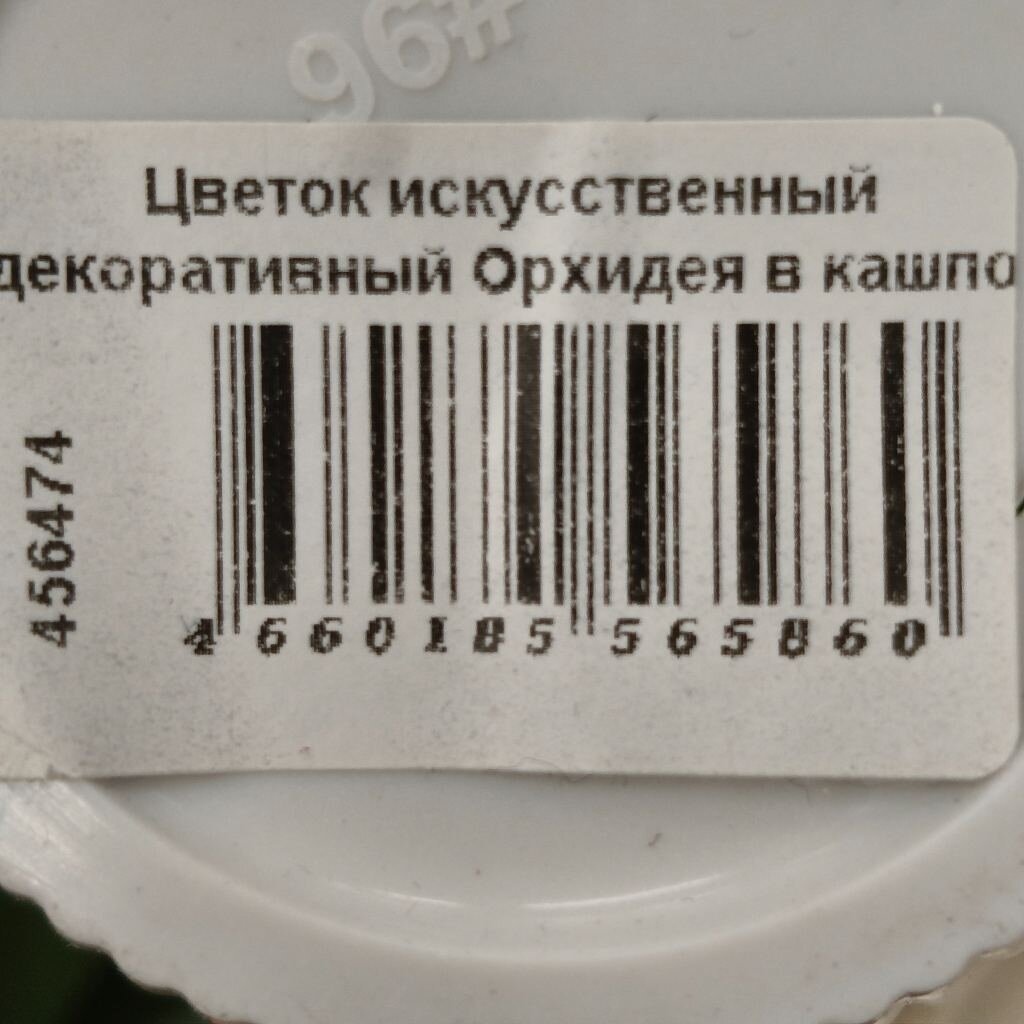 96#
Цветок искусственный
декоративный Орхидея в кашпо
456474
4 660185 565860